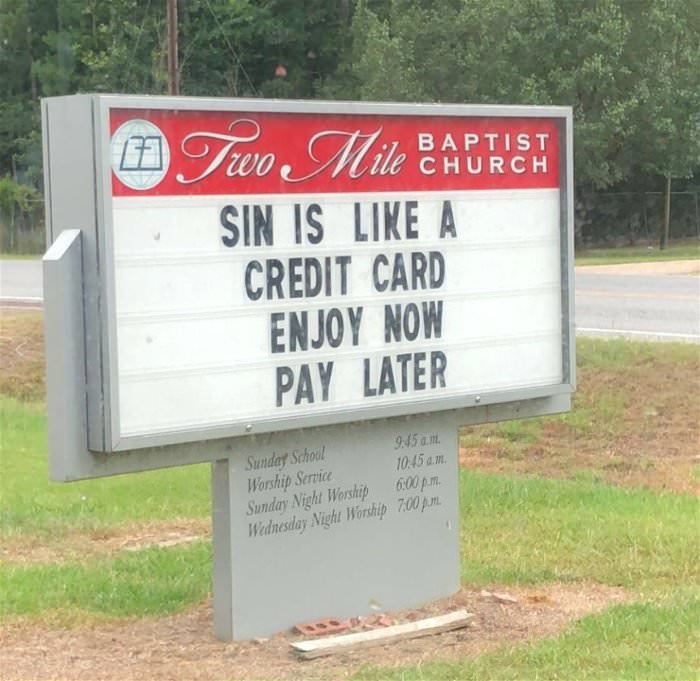 Two Mile BAPTIST CHURCH
SIN IS LIKE A
CREDIT CARD
ENJOY NOW
PAY LATER
Sunday School 9:45 a.m.
Worship Service 10:45 a.m.
Sunday Night Worship 6:00 p.m.
Wednesday Night Worship 7:00 p.m.